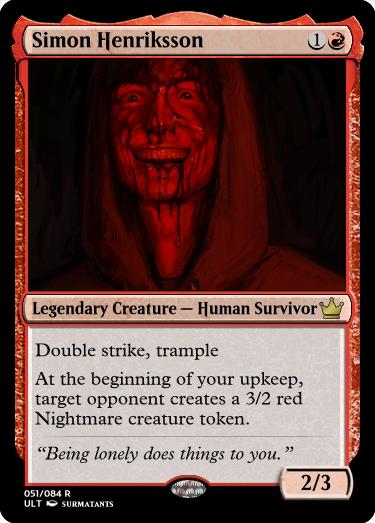 Simon Henriksson 1
Legendary Creature — Human Survivor
Double strike, trample
At the beginning of your upkeep,
target opponent creates a 3/2 red
Nightmare creature token.
“Being lonely does things to you.”
2/3
051/084 R
ULT SURMATANTS